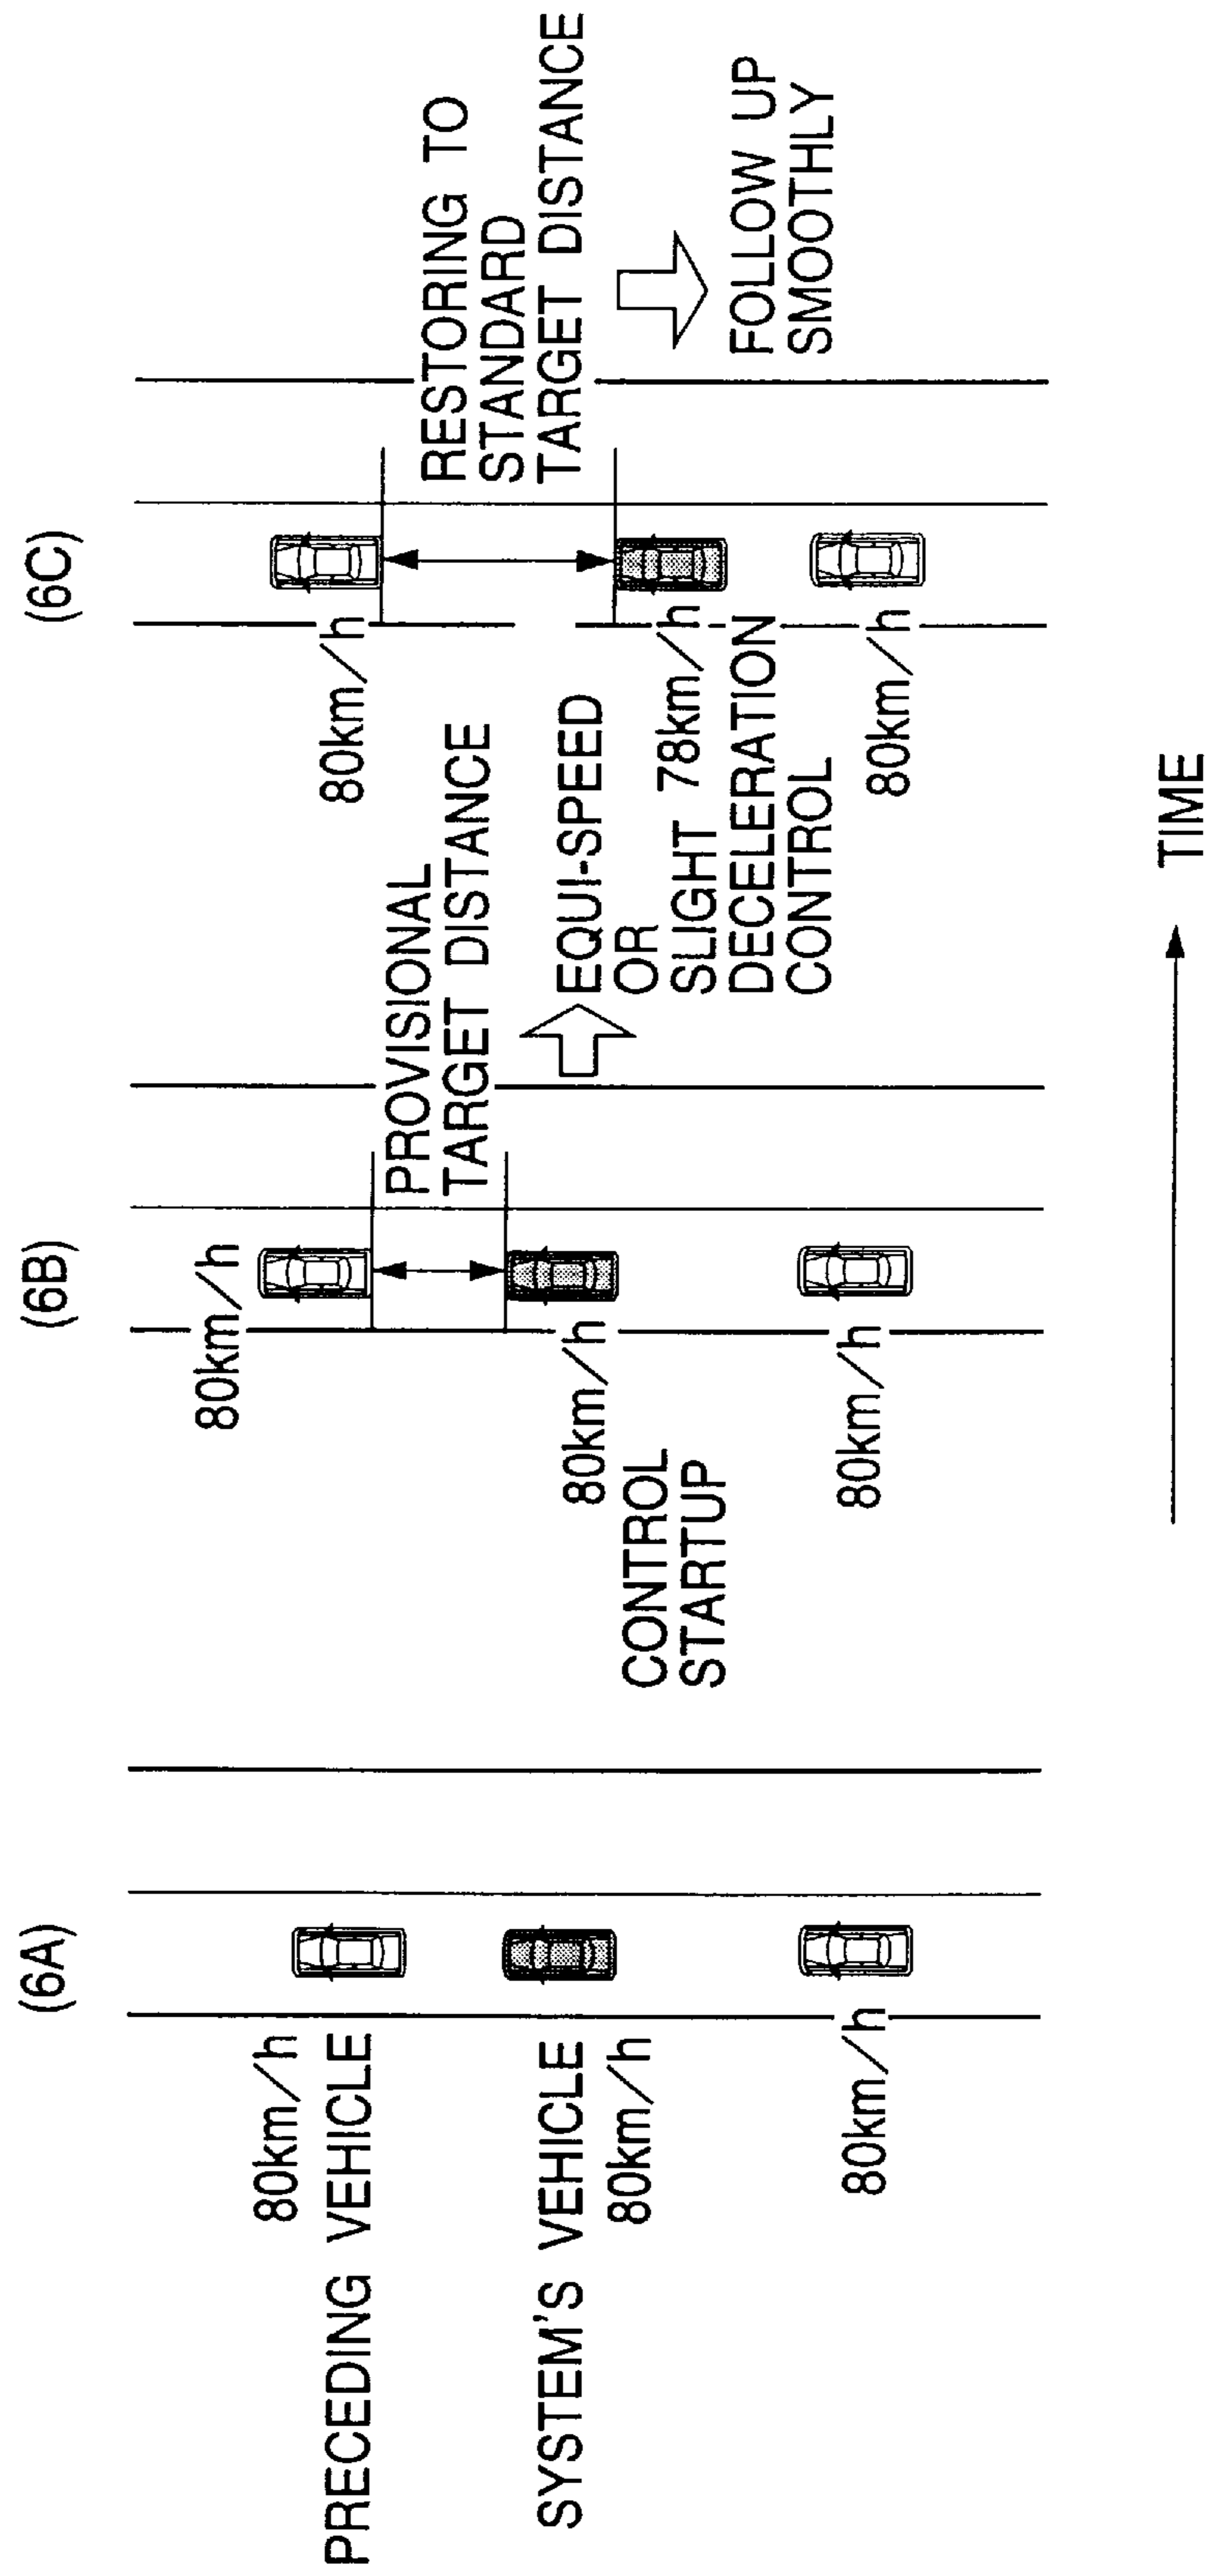 (6A)
80km/h
PRECEDING VEHICLE
SYSTEM'S VEHICLE
80km/h
80km/h
(6B)
80km/h
PROVISIONAL
TARGET DISTANCE
80km/h
CONTROL
STARTUP
80km/h
EQUI-SPEED
OR
SLIGHT
DECELERATION
CONTROL
(6C)
80km/h
RESTORING TO
STANDARD
TARGET DISTANCE
78km/h
80km/h
FOLLOW UP
SMOOTHLY
TIME